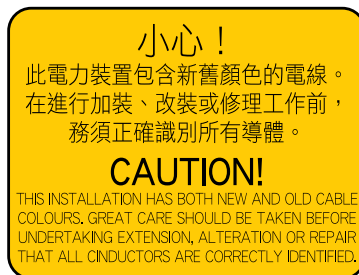 小心！
此電力裝置包含新舊顏色的電線。
在進行加裝、改裝或修理工作前，
務須正確識別所有導體。
CAUTION!
THIS INSTALLATION HAS BOTH NEW AND OLD CABLE
COLOURS. GREAT CARE SHOULD BE TAKEN BEFORE
UNDERTAKING EXTENSION, ALTERATION OR REPAIR
THAT ALL CINDUCTORS ARE CORRECTLY IDENTIFIED.